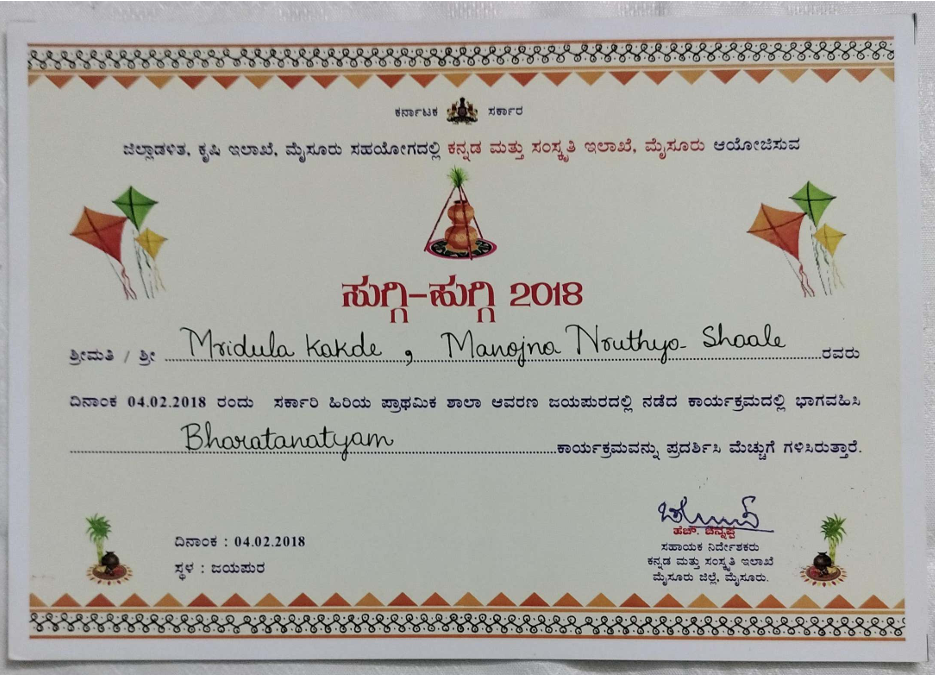 ಕರ್ನಾಟಕ ಸರ್ಕಾರ
ಜಿಲ್ಲಾಡಳಿತ, ಕೃಷಿ ಇಲಾಖೆ, ಮೈಸೂರು ಸಹಯೋಗದಲ್ಲಿ ಕನ್ನಡ ಮತ್ತು ಸಂಸ್ಕೃತಿ ಇಲಾಖೆ, ಮೈಸೂರು ಆಯೋಜಿಸುವ
ಸುಗ್ಗಿ-ಹುಗ್ಗಿ 2018
ಶ್ರೀಮತಿ / ಶ್ರೀ Mridula Kakde , Manojna Nruthya Shaale ರವರು
ದಿನಾಂಕ 04.02.2018 ರಂದು ಸರ್ಕಾರಿ ಹಿರಿಯ ಪ್ರಾಥಮಿಕ ಶಾಲಾ ಆವರಣ ಜಯಪುರದಲ್ಲಿ ನಡೆದ ಕಾರ್ಯಕ್ರಮದಲ್ಲಿ ಭಾಗವಹಿಸಿ
Bharatanatyam ಕಾರ್ಯಕ್ರಮವನ್ನು ಪ್ರದರ್ಶಿಸಿ ಮೆಚ್ಚುಗೆ ಗಳಿಸಿರುತ್ತಾರೆ.
ದಿನಾಂಕ : 04.02.2018
ಸ್ಥಳ : ಜಯಪುರ
ಹೆಚ್. ಚೆನ್ನಪ್ಪ
ಸಹಾಯಕ ನಿರ್ದೇಶಕರು
ಕನ್ನಡ ಮತ್ತು ಸಂಸ್ಕೃತಿ ಇಲಾಖೆ
ಮೈಸೂರು ಜಿಲ್ಲೆ, ಮೈಸೂರು.